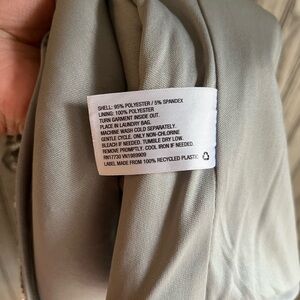 SHELL: 95% POLYESTER / 5% SPANDEX
LINING: 100% POLYESTER
TURN GARMENT INSIDE OUT.
PLACE IN LAUNDRY BAG.
MACHINE WASH COLD SEPARATELY.
GENTLE CYCLE. ONLY NON-CHLORINE
BLEACH IF NEEDED. TUMBLE DRY LOW.
REMOVE PROMPTLY. COOL IRON IF NEEDED.
RN17730 VN1989909
LABEL MADE FROM 100% RECYCLED PLASTIC